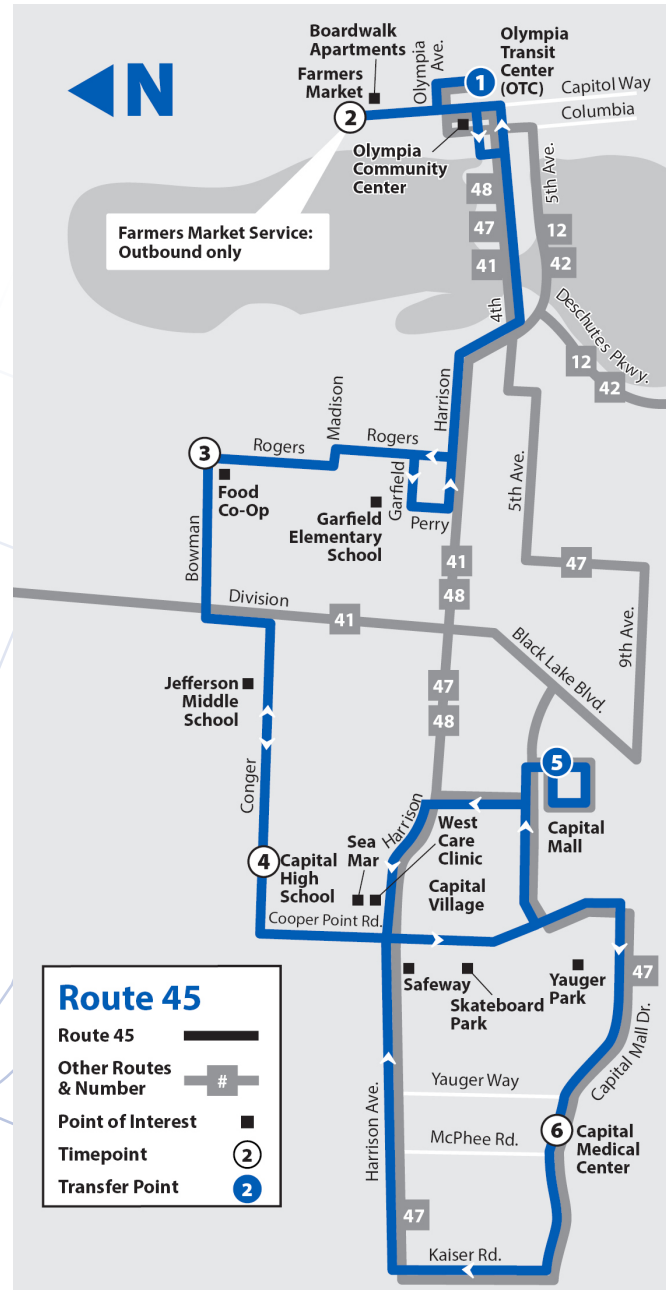 N
Boardwalk
Apartments
Farmers
Market
Olympia
Ave.
1
Olympia
Transit
Center
(OTC)
Capitol Way
Columbia
2
Olympia
Community
Center
Farmers Market Service:
Outbound only
48
47
41
5th Ave.
12
42
4th
Deschutes Pkwy.
12
42
Harrison
Madison
Rogers
Rogers
3
Food
Co-Op
Garfield
Perry
Garfield
Elementary
School
Bowman
5th Ave.
41
48
47
Division
41
Black Lake Blvd.
9th Ave.
Jefferson
Middle
School
47
48
Conger
5
Capital
Mall
Harrison
West
Care
Clinic
Sea
Mar
4
Capital
High
School
Capital
Village
Cooper Point Rd.
Safeway
Skateboard
Park
Yauger
Park
47
Capital Mall Dr.
Yauger Way
McPhee Rd.
6
Capital
Medical
Center
Harrison Ave.
47
Kaiser Rd.
Route 45
Route 45
Other Routes
& Number
#
Point of Interest
Timepoint
2
Transfer Point
2